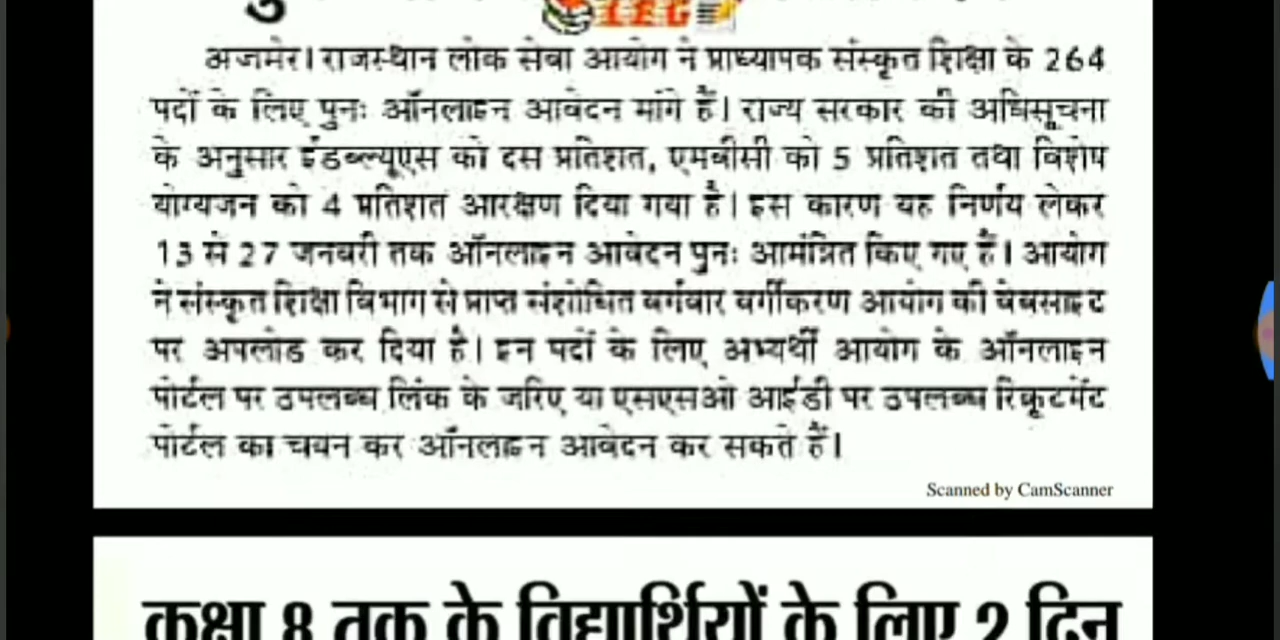 अजमेर। राजस्थान लोक सेवा आयोग ने प्राध्यापक संस्कृत शिक्षा के 264
पदों के लिए पुनः ऑनलाइन आवेदन मांगे हैं। राज्य सरकार की अधिसूचना
के अनुसार ईडब्ल्यूएस को दस प्रतिशत, एमबीसी को 5 प्रतिशत तथा विशेष
योग्यजन को 4 प्रतिशत आरक्षण दिया गया है। इस कारण यह निर्णय लेकर
13 से 27 जनवरी तक ऑनलाइन आवेदन पुनः आमंत्रित किए गए हैं। आयोग
ने संस्कृत शिक्षा विभाग से प्राप्त संशोधित वर्गवार वर्गीकरण आयोग की वेबसाइट
पर अपलोड कर दिया है। इन पदों के लिए अभ्यर्थी आयोग के ऑनलाइन
पोर्टल पर उपलब्ध लिंक के जरिए या एसएसओ आईडी पर उपलब्ध रिक्रूटमेंट
पोर्टल का चयन कर ऑनलाइन आवेदन कर सकते हैं।
Scanned by CamScanner
कक्षा 8 तक के विद्यार्थियों के लिए 2 दिन